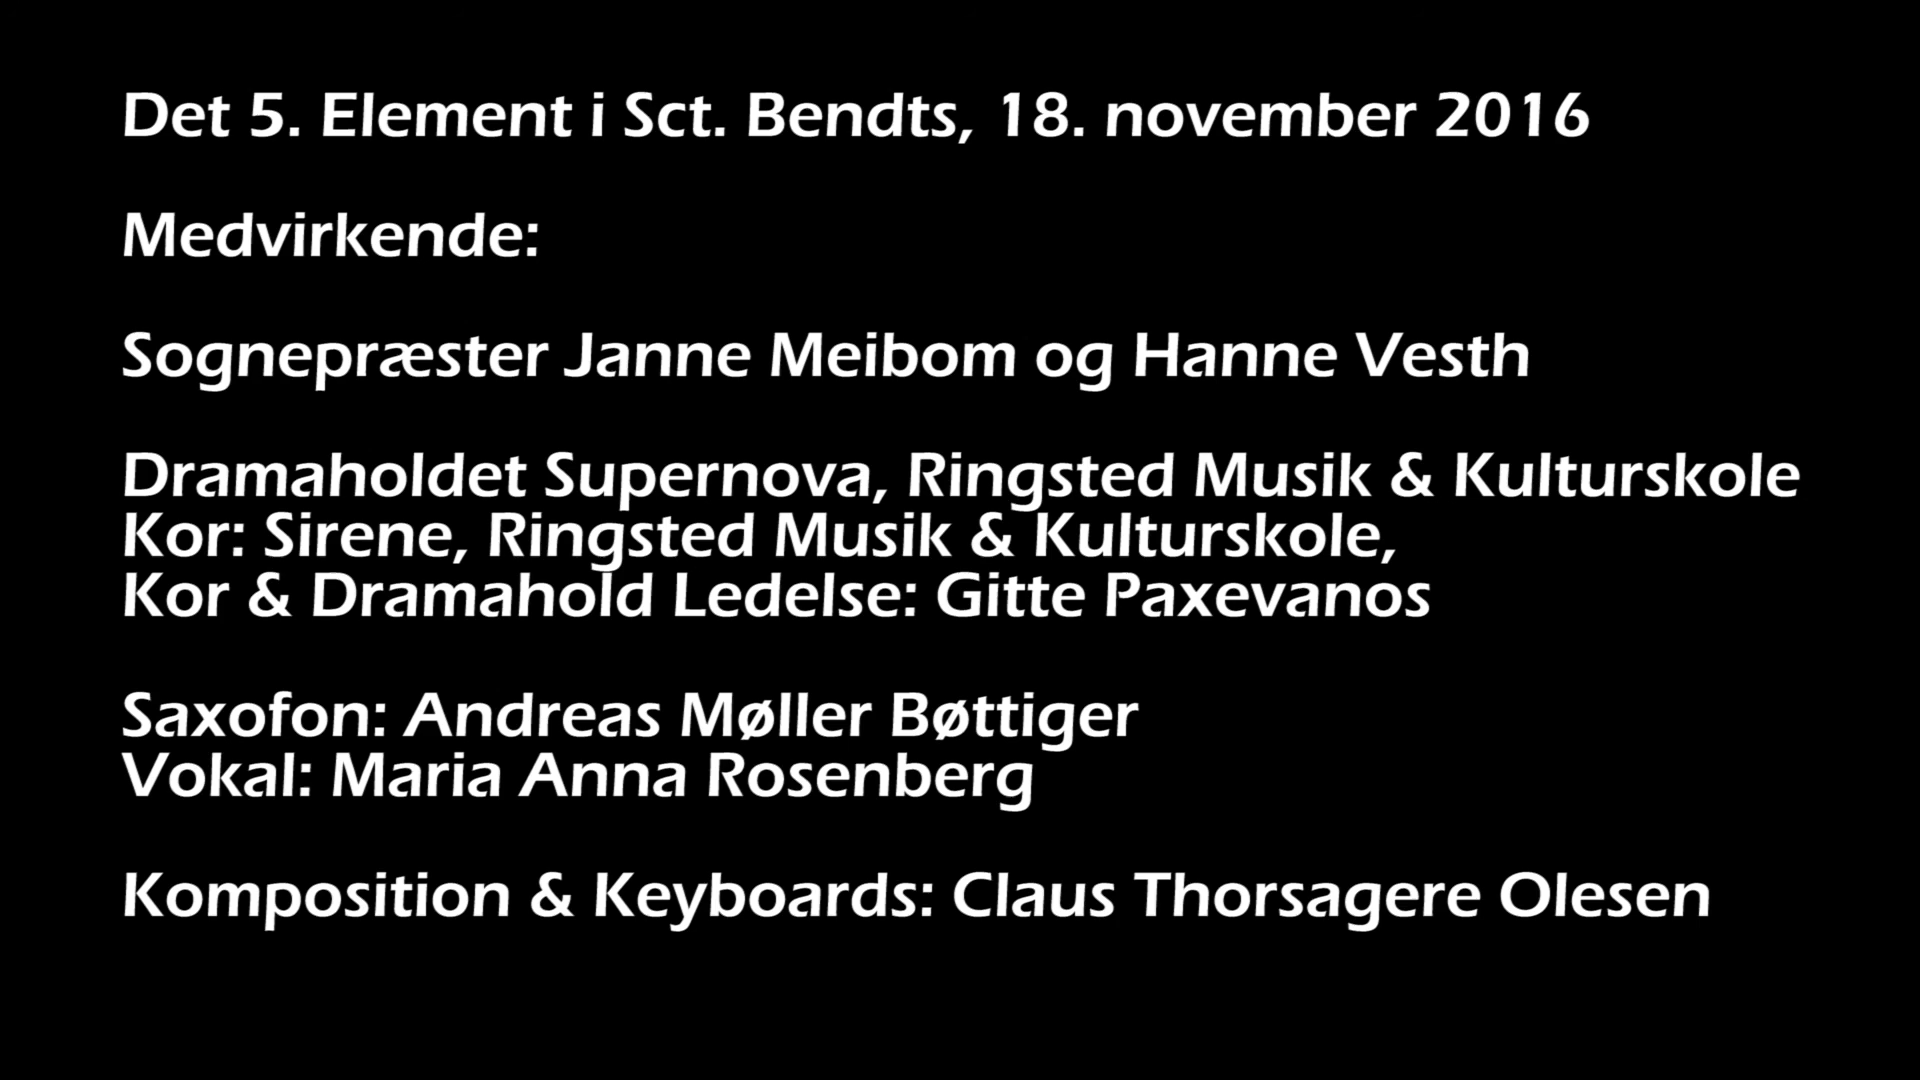 Det 5. Element i Sct. Bendts, 18. november 2016
Medvirkende:
Sognepræster Janne Meibom og Hanne Vesth
Dramaholdet Supernova, Ringsted Musik & Kulturskole
Kor: Sirene, Ringsted Musik & Kulturskole,
Kor & Dramahold Ledelse: Gitte Paxevanos
Saxofon: Andreas Møller Bøttiger
Vokal: Maria Anna Rosenberg
Komposition & Keyboards: Claus Thorsagere Olesen